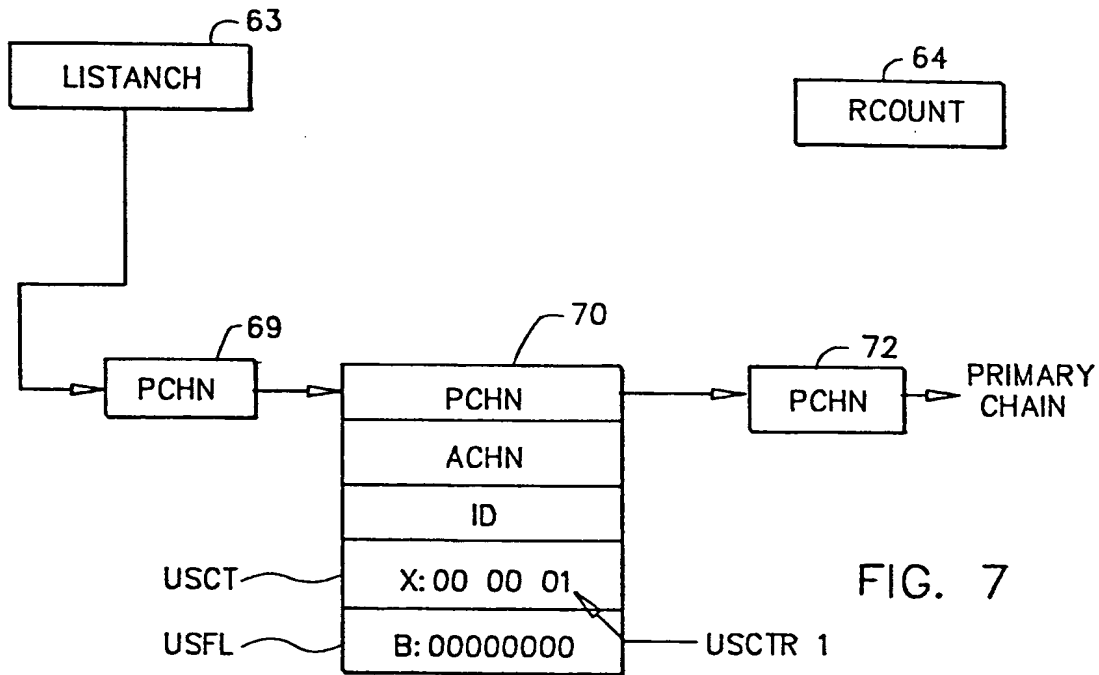 63
LISTANCH
64
RCOUNT
69
PCHN
70
PCHN
ACHN
ID
X: 00 00 01
B: 00000000
72
PCHN
PRIMARY
CHAIN
USCT
USFL
USCTR 1
FIG. 7